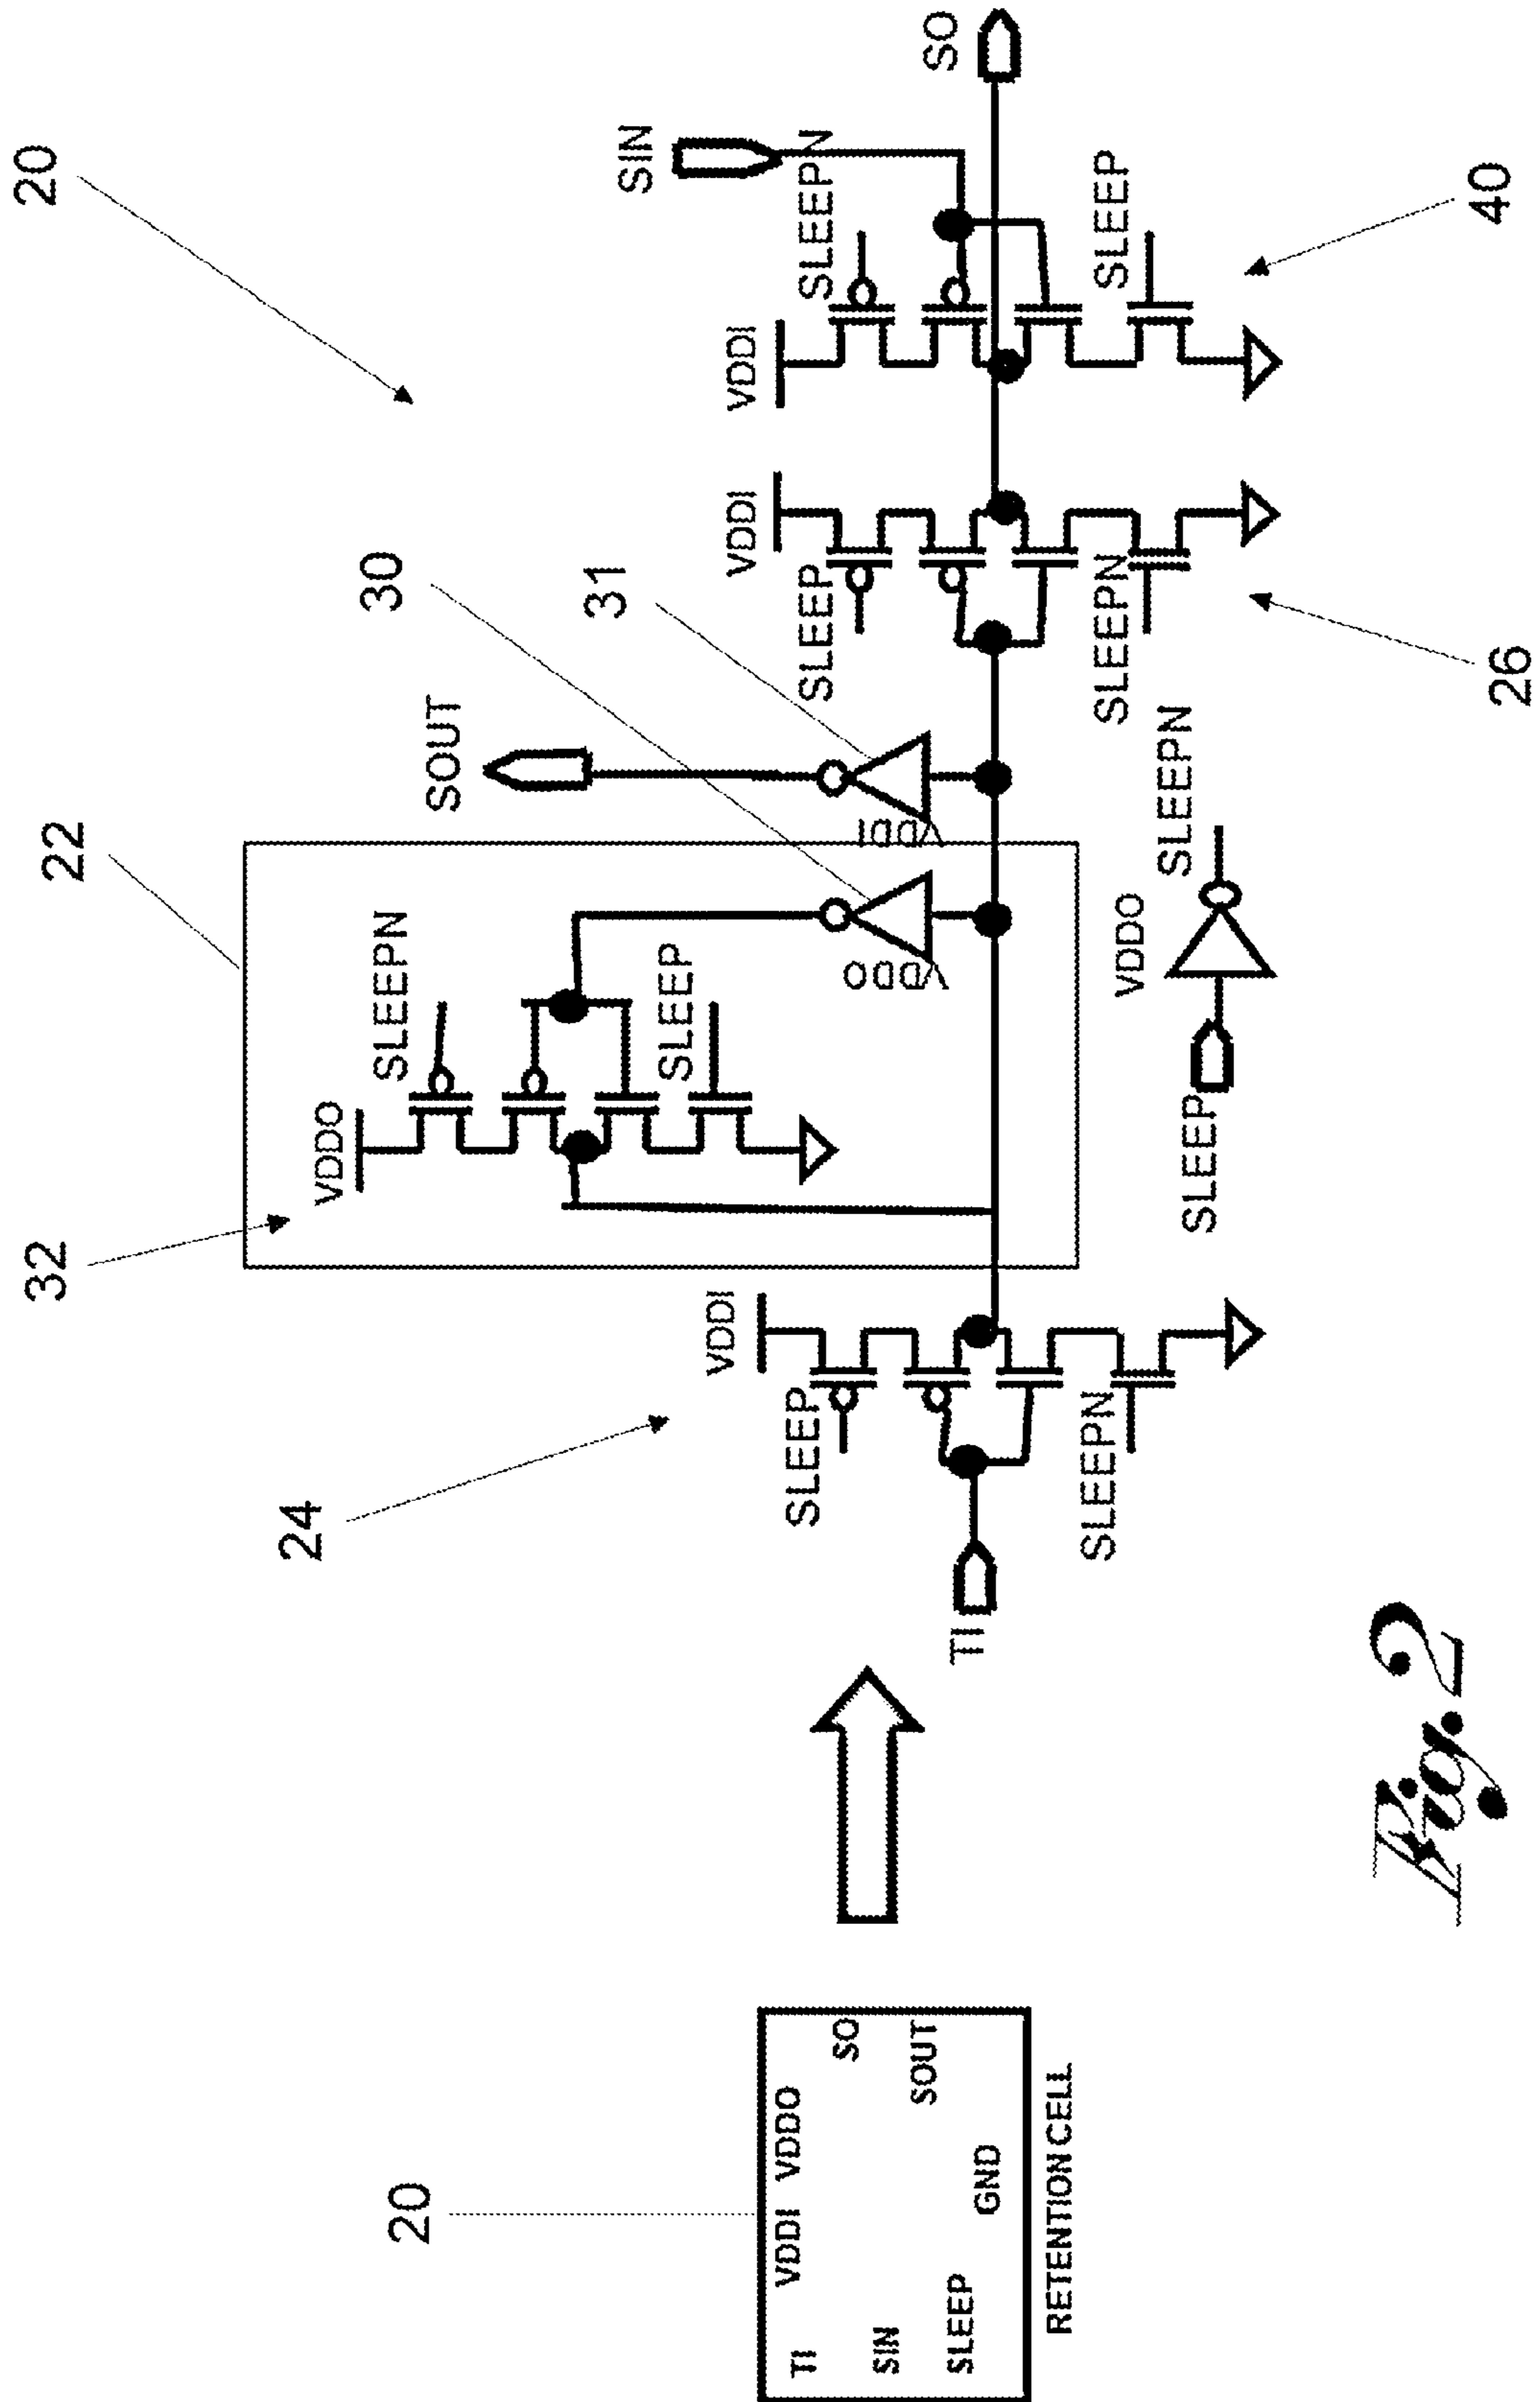 20
VDDI VDDO
TI
SO
SIN
SOUT
SLEEP
GND
RETENTION CELL
20
22
32
30
31
24
26
40
TI
VDDI
SLEEP
SLEEPN
VDDO
SLEEPN
SLEEP
VDDO
SOUT
VDDI
SLEEP
VDDO
SLEEPN
VDDI
SLEEP
SLEEPN
VDDI
SLEEPN
SLEEP
SIN
SO
Fig. 2